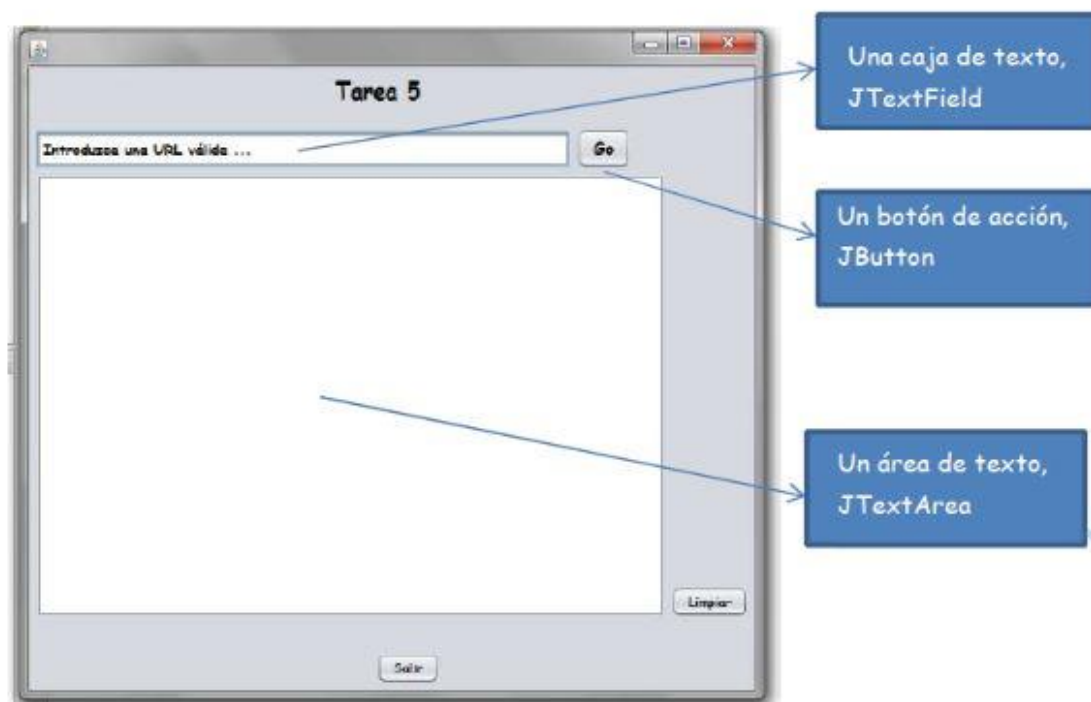 Tarea 5
Introduzca una URL válida ...
Go
Limpiar
Salir
Una caja de texto,
JTextField
Un botón de acción,
JButton
Un área de texto,
JTextArea